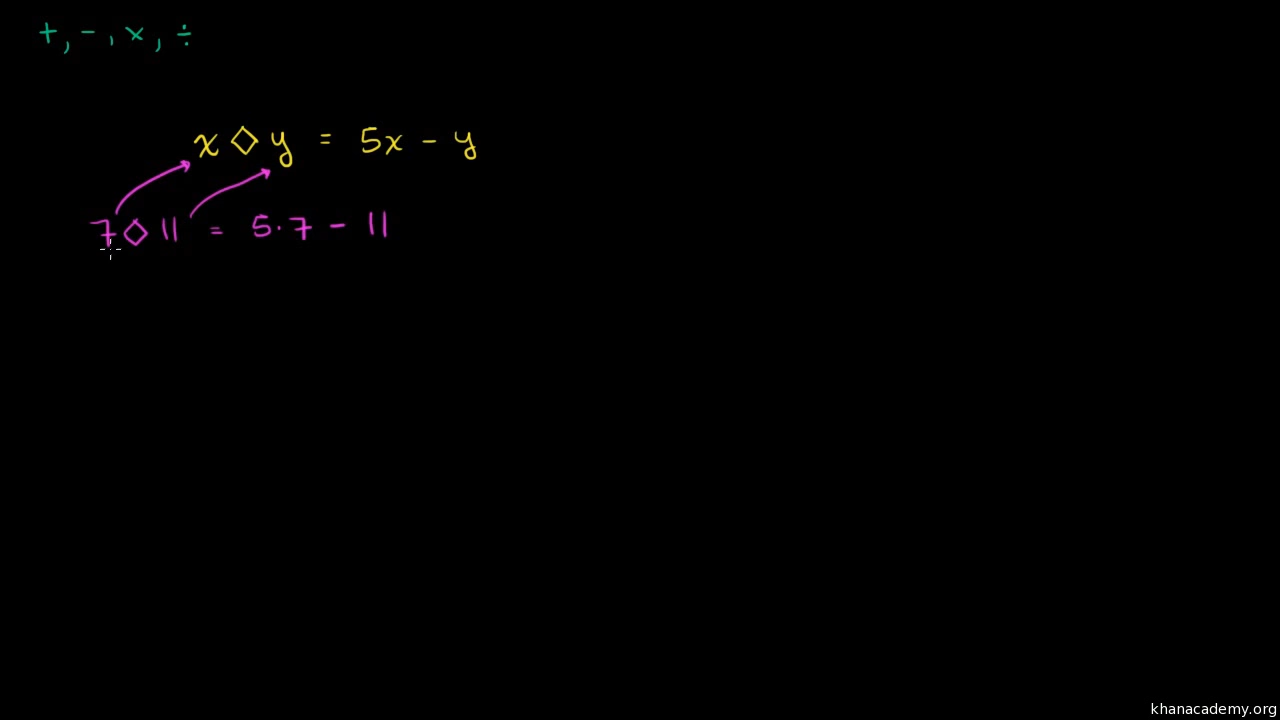 +, -, ×, ÷
x ◇ y = 5x - y
7 ◇ 11 = 5·7 - 11
khanacademy.org